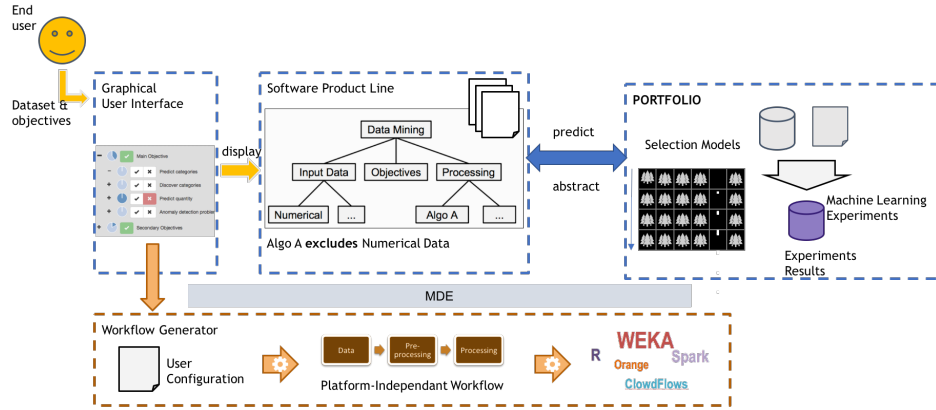 End
user
Dataset &
objectives
Graphical
User Interface
Main Objective
Predict categories
Discover categories
Predict quantity
Anomaly detection problem
Secondary Objectives
display
Software Product Line
Data Mining
Input Data
Objectives
Processing
Numerical
...
Algo A
...
Algo A excludes Numerical Data
predict
abstract
PORTFOLIO
Selection Models
Machine Learning
Experiments
Experiments
Results
MDE
Workflow Generator
User
Configuration
Data
Pre-
processing
Processing
Platform-Independant Workflow
WEKA
R
Spark
Orange
ClowdFlows